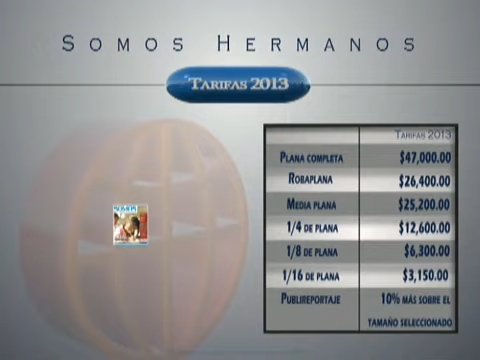 SOMOS HERMANOS
TARIFAS 2013
TARIFAS 2013
PLANA COMPLETA $47,000.00
ROBAPLANA $26,400.00
MEDIA PLANA $25,200.00
1/4 DE PLANA $12,600.00
1/8 DE PLANA $6,300.00
1/16 DE PLANA $3,150.00
PUBLIREPORTAJE 10% MÁS SOBRE EL
TAMAÑO SELECCIONADO
SOMOS